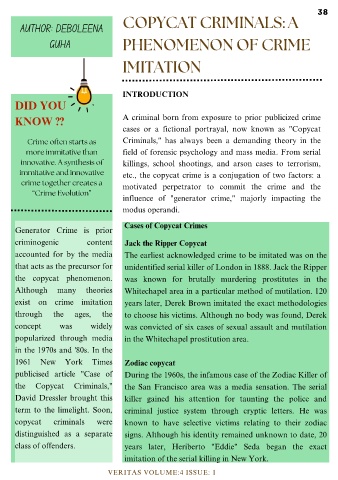 38
AUTHOR: DEBOLEENA
GUHA
COPYCAT CRIMINALS: A
PHENOMENON OF CRIME
IMITATION
DID YOU
KNOW ??
Crime often starts as
more immitative than
innovative. A synthesis of
immitative and innovative
crime together creates a
"Crime Evolution"
Generator Crime is prior
criminogenic content
accounted for by the media
that acts as the precursor for
the copycat phenomenon.
Although many theories
exist on crime imitation
through the ages, the
concept was widely
popularized through media
in the 1970s and '80s. In the
1961 New York Times
publicised article "Case of
the Copycat Criminals,"
David Dressler brought this
term to the limelight. Soon,
copycat criminals were
distinguished as a separate
class of offenders.
INTRODUCTION
A criminal born from exposure to prior publicized crime
cases or a fictional portrayal, now known as "Copycat
Criminals," has always been a demanding theory in the
field of forensic psychology and mass media. From serial
killings, school shootings, and arson cases to terrorism,
etc., the copycat crime is a conjugation of two factors: a
motivated perpetrator to commit the crime and the
influence of "generator crime," majorly impacting the
modus operandi.
Cases of Copycat Crimes
Jack the Ripper Copycat
The earliest acknowledged crime to be imitated was on the
unidentified serial killer of London in 1888. Jack the Ripper
was known for brutally murdering prostitutes in the
Whitechapel area in a particular method of mutilation. 120
years later, Derek Brown imitated the exact methodologies
to choose his victims. Although no body was found, Derek
was convicted of six cases of sexual assault and mutilation
in the Whitechapel prostitution area.
Zodiac copycat
During the 1960s, the infamous case of the Zodiac Killer of
the San Francisco area was a media sensation. The serial
killer gained his attention for taunting the police and
criminal justice system through cryptic letters. He was
known to have selective victims relating to their zodiac
signs. Although his identity remained unknown to date, 20
years later, Heriberto "Eddie" Seda began the exact
imitation of the serial killing in New York.
VERITAS VOLUME:4 ISSUE: 1